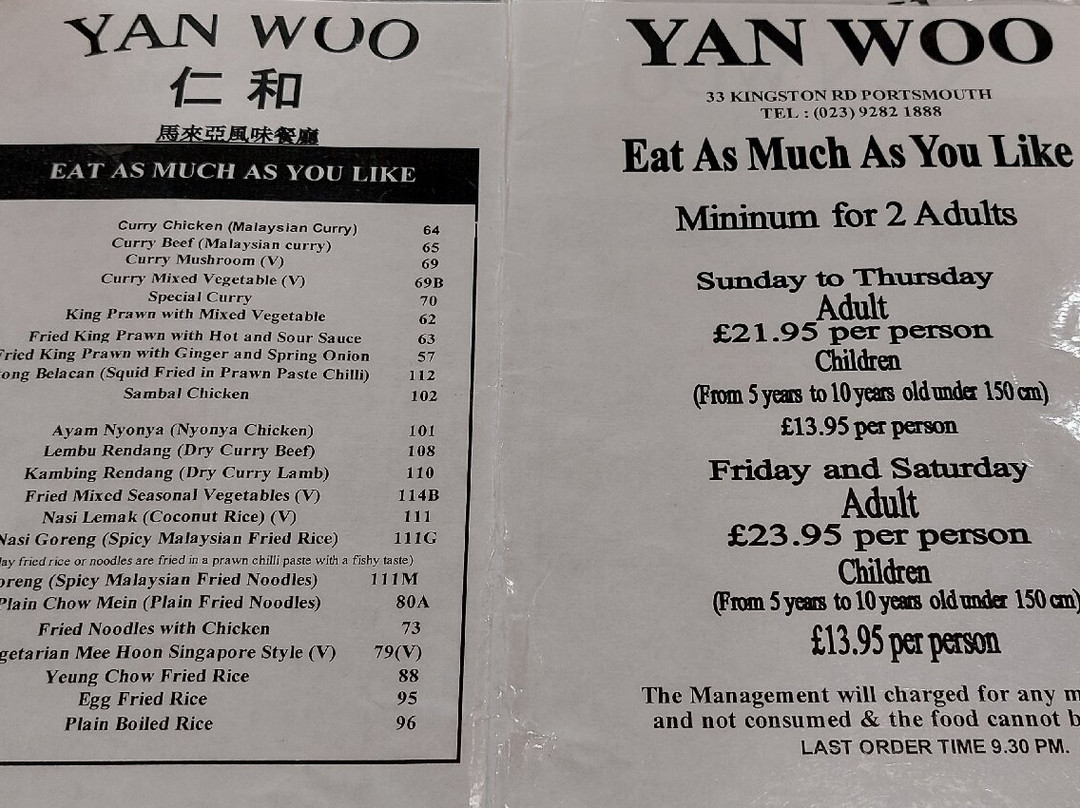 YAN WOO
仁 和
馬來亞風味餐廳
EAT AS MUCH AS YOU LIKE
Curry Chicken (Malaysian Curry) 64
Curry Beef (Malaysian curry) 65
Curry Mushroom (V) 69
Curry Mixed Vegetable (V) 69B
Special Curry 70
King Prawn with Mixed Vegetable 62
Fried King Prawn with Hot and Sour Sauce 63
Fried King Prawn with Ginger and Spring Onion 57
Belacan (Squid Fried in Prawn Paste Chilli) 112
Sambal Chicken 102
Ayam Nyonya (Nyonya Chicken) 101
Lembu Rendang (Dry Curry Beef) 108
Kambing Rendang (Dry Curry Lamb) 110
Fried Mixed Seasonal Vegetables (V) 114B
Nasi Lemak (Coconut Rice) (V) 111
Nasi Goreng (Spicy Malaysian Fried Rice) 111G
fried rice or noodles are fried in a prawn chilli paste with a fishy taste)
(Spicy Malaysian Fried Noodles) 111M
Plain Chow Mein (Plain Fried Noodles) 80A
Fried Noodles with Chicken 73
Mee Hoon Singapore Style (V) 79(V)
Yeung Chow Fried Rice 88
Egg Fried Rice 95
Plain Boiled Rice 96
YAN WOO
33 KINGSTON RD PORTSMOUTH
TEL : (023) 9282 1888
Eat As Much As You Like
Mininum for 2 Adults
Sunday to Thursday
Adult
£21.95 per person
Children
(From 5 years to 10 years old under 150 cm)
£13.95 per person
Friday and Saturday
Adult
£23.95 per person
Children
(From 5 years to 10 years old under 150 cm)
£13.95 per person
The Management will charged for any
and not consumed & the food cannot
LAST ORDER TIME 9.30 PM.